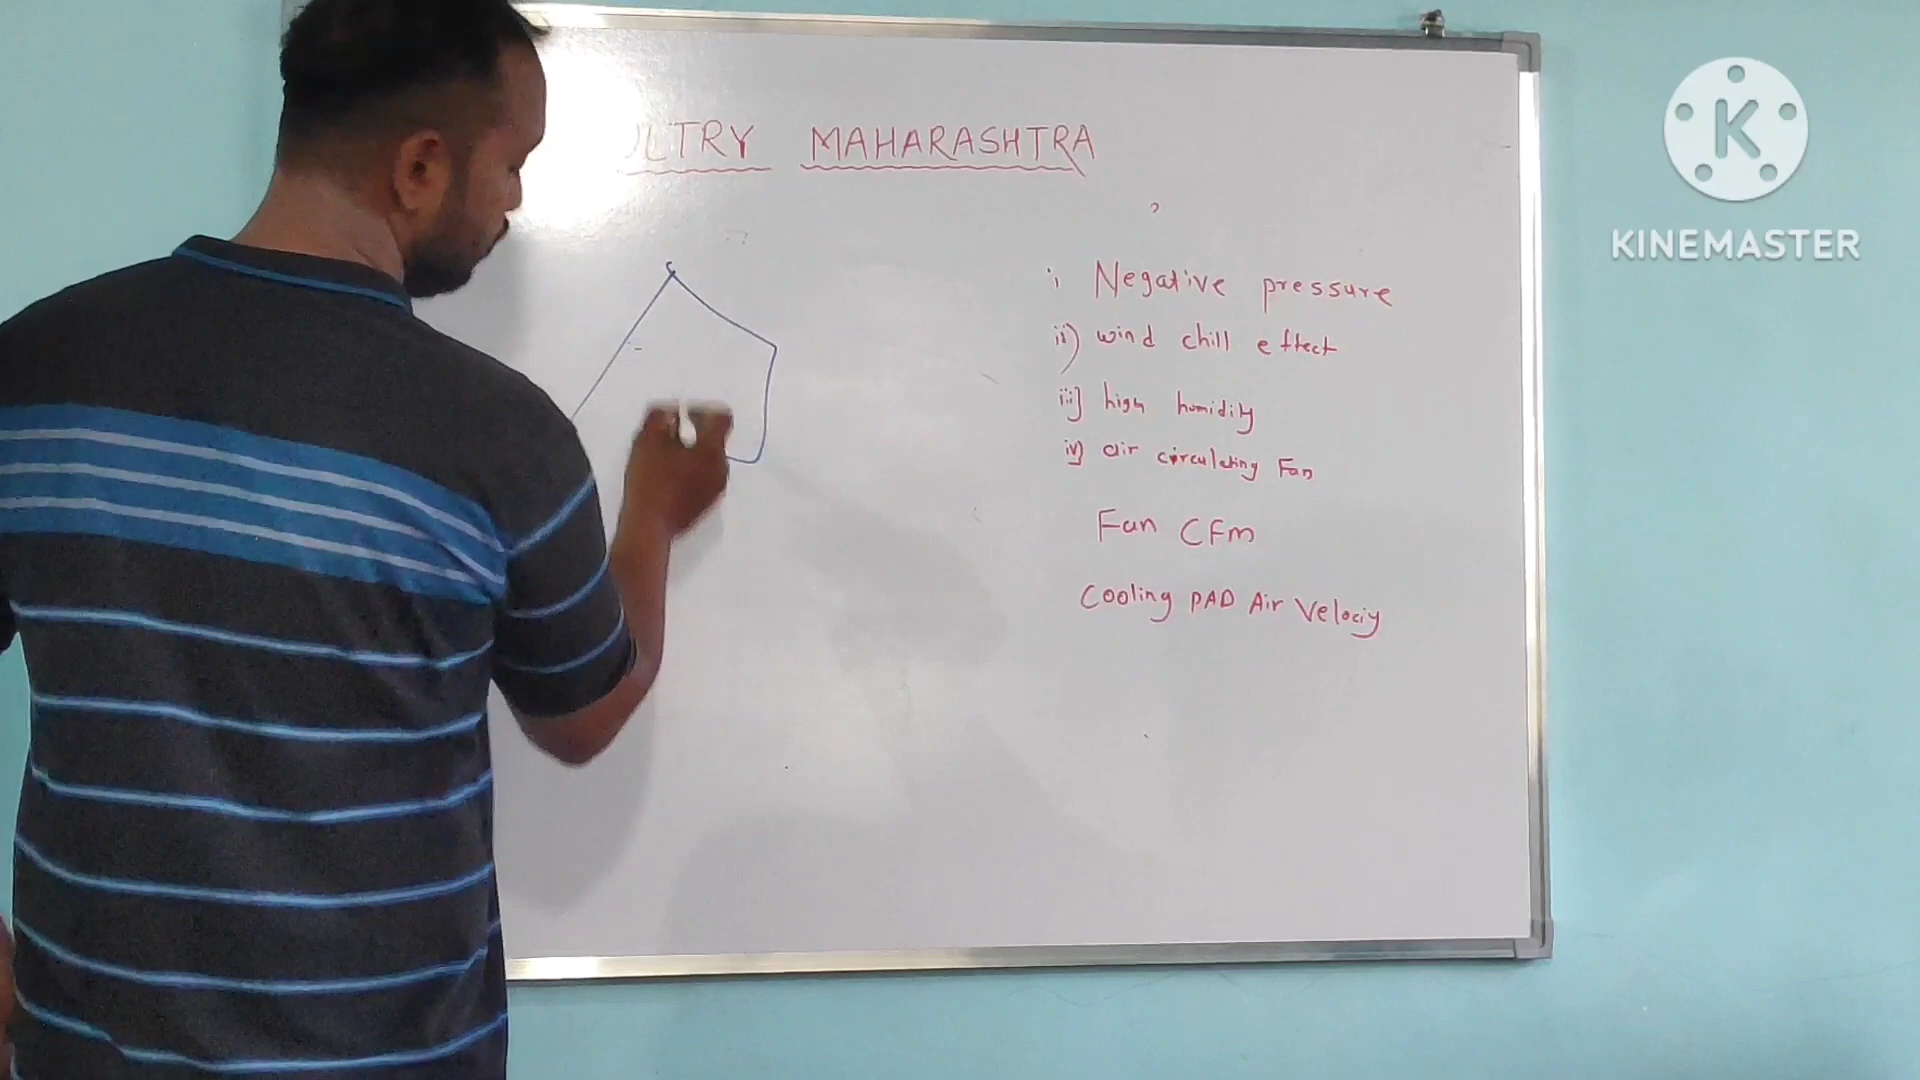 ULTRY MAHARASHTRA
K
KINEMASTER
i, Negative pressure
ii) wind chill effect
iii] high humidity
iv) air circulating Fan
Fan CFm
Cooling PAD Air Velociy